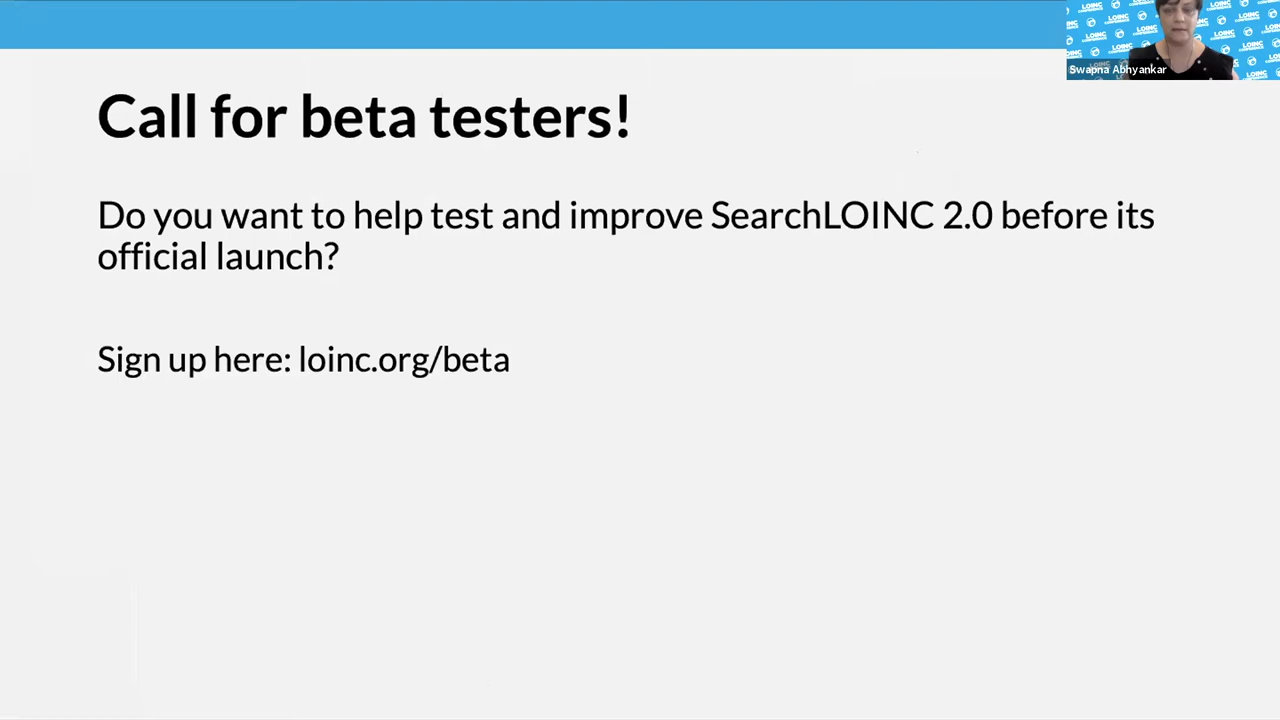 Call for beta testers!
Do you want to help test and improve SearchLOINC 2.0 before its
official launch?
Sign up here: loinc.org/beta
Swapna Abhyankar